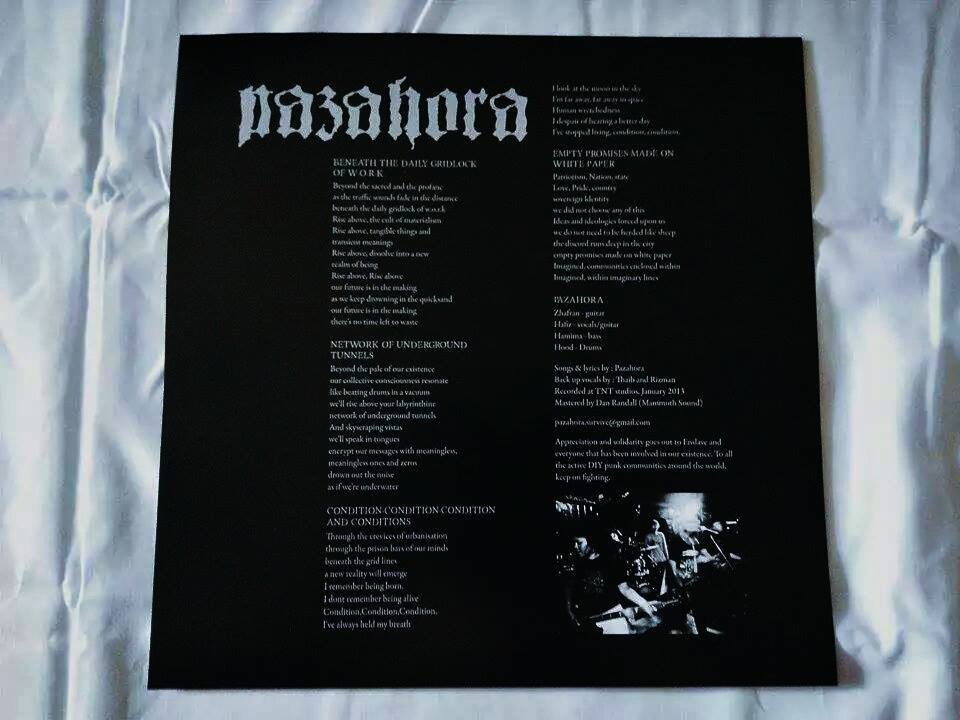 pazahora
BENEATH THE DAILY GRIDLOCK
OF W O R K
Beyond the sacred and the profane
as the traffic sounds fade in the distance
beneath the daily gridlock of w.o.r.k
Rise above, the cult of materialism
Rise above, tangible things and
transient meanings
Rise above, dissolve into a new
realm of being
Rise above, Rise above
our future is in the making
as we keep drowning in the quicksand
our future is in the making
there's no time left to waste
NETWORK OF UNDERGROUND
TUNNELS
Beyond the pale of our existence
our collective consciousness resonate
like beating drums in a vacuum
we'll rise above your labyrinthine
network of underground tunnels
And skyscraping vistas
we'll speak in tongues
encrypt our messages with meaningless,
meaningless ones and zeros
drown out the noise
as if we're underwater
CONDITION CONDITION CONDITION
AND CONDITIONS
Through the crevices of urbanisation
through the prison bars of our minds
beneath the grid lines
a new reality will emerge
I remember being born,
I dont remember being alive
Condition,Condition,Condition,
I've always held my breath
I look at the moon in the sky
I'm far away, far away in space
Human wretchedness
I despair of hearing a better day
I've stopped living, condition, condition,
EMPTY PROMISES MADE ON
WHITE PAPER
Patriotism, Nation, state
Love, Pride, country
sovereign Identity
we did not choose any of this
Ideas and ideologies forced upon us
we do not need to be herded like sheep
the discord runs deep in the city
empty promises made on white paper
Imagined, communities enclosed within
Imagined, within imaginary lines
PAZAHORA
Zhafran - guitar
Hafiz - vocals/guitar
Hamima - bass
Hood - Drums
Songs & lyrics by : Pazahora
Back up vocals by : Thaib and Rizman
Recorded at TNT studios, January 2013
Mastered by Dan Randall (Mammoth Sound)
pazahora.survive@gmail.com
Appreciation and solidarity goes out to Enslave and
everyone that has been involved in our existence. To all
the active DIY punk communities around the world,
keep on fighting.